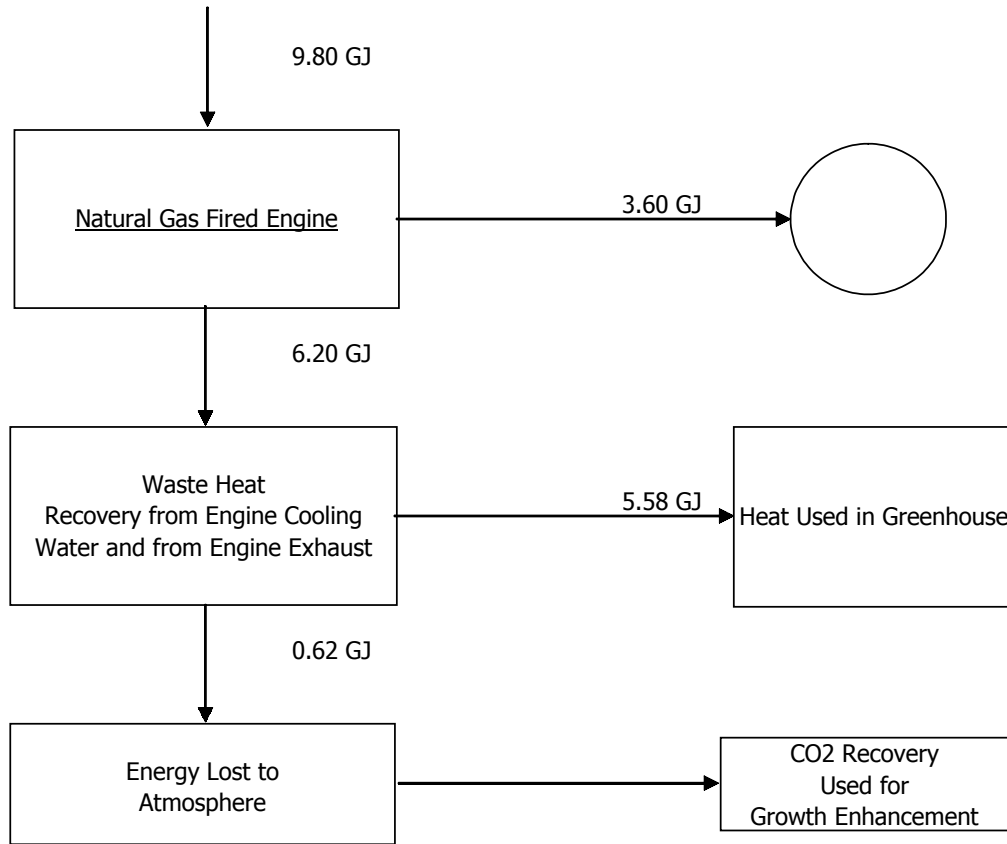 9.80 GJ
Natural Gas Fired Engine
3.60 GJ
6.20 GJ
Waste Heat
Recovery from Engine Cooling
Water and from Engine Exhaust
5.58 GJ
Heat Used in Greenhouse
0.62 GJ
Energy Lost to
Atmosphere
CO2 Recovery
Used for
Growth Enhancement